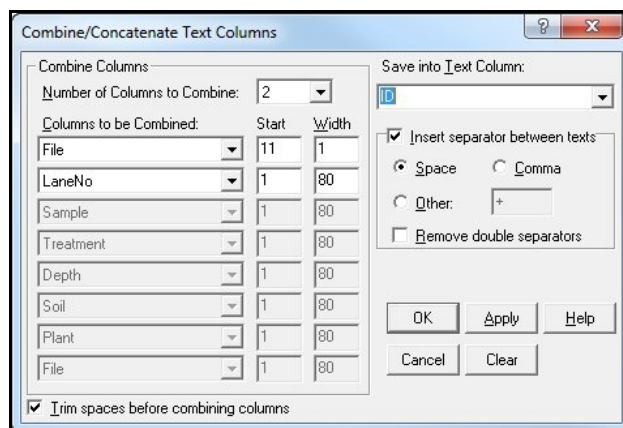 Combine/Concatenate Text Columns
Combine Columns
Number of Columns to Combine: 2
Columns to be Combined: Start Width
File 11 1
LaneNo 1 80
Sample 1 80
Treatment 1 80
Depth 1 80
Soil 1 80
Plant 1 80
File 1 80
Trim spaces before combining columns
Save into Text Column:
ID
Insert separator between texts
Space Comma
Other: +
Remove double separators
OK Apply Help
Cancel Clear